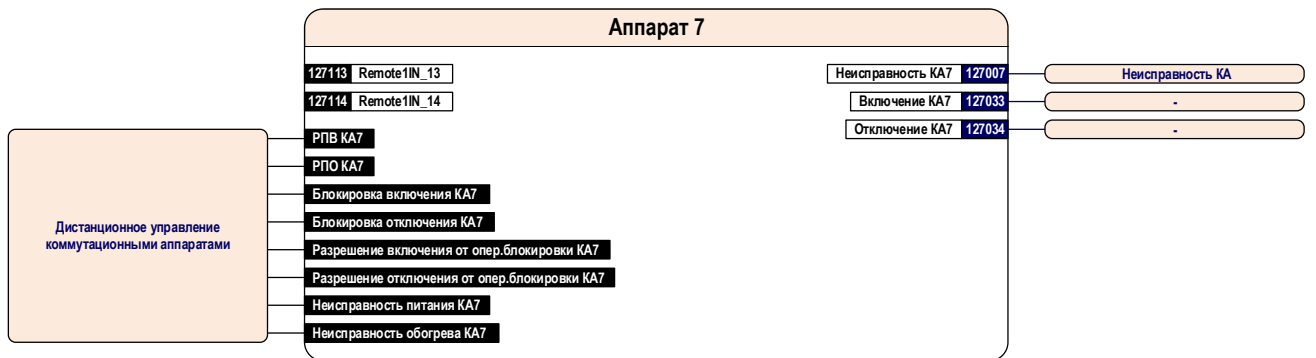 Аппарат 7
127113 Remote1IN_13
127114 Remote1IN_14
Неисправность КА7 127007
Неисправность КА
Включение КА7 127033
-
Отключение КА7 127034
-
Дистанционное управление
коммутационными аппаратами
РПВ КА7
РПО КА7
Блокировка включения КА7
Блокировка отключения КА7
Разрешение включения от опер.блокировки КА7
Разрешение отключения от опер.блокировки КА7
Неисправность питания КА7
Неисправность обогрева КА7